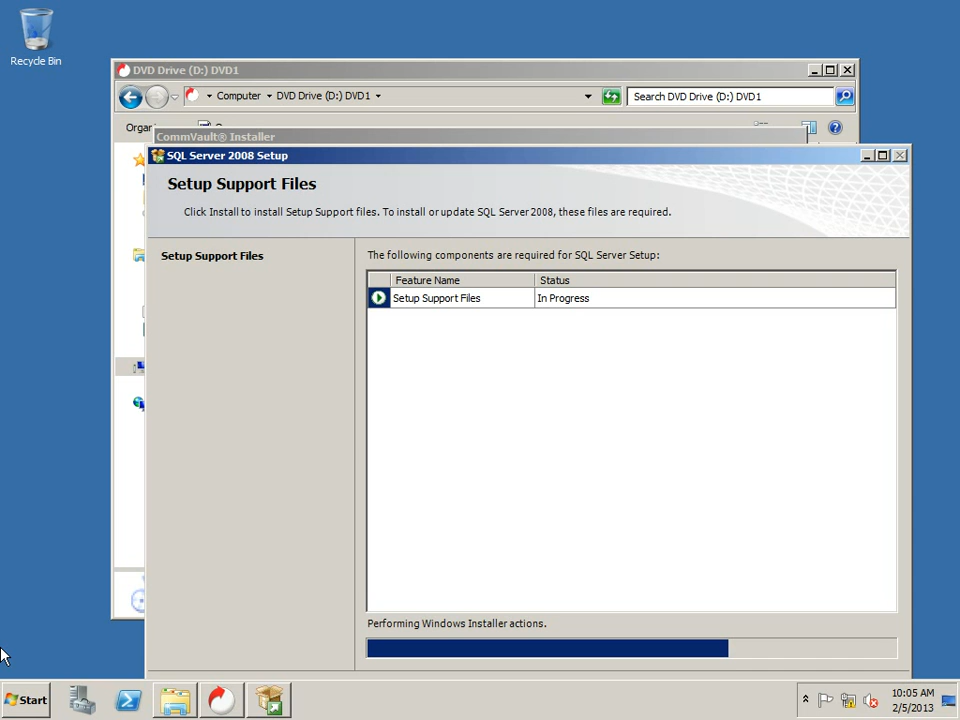 Recycle Bin
DVD Drive (D:) DVD1
Computer
DVD Drive (D:) DVD1
Search DVD Drive (D:) DVD1
CommVault® Installer
SQL Server 2008 Setup
Setup Support Files
Click Install to install Setup Support files. To install or update SQL Server 2008, these files are required.
Setup Support Files
The following components are required for SQL Server Setup:
Feature Name
Status
Setup Support Files
In Progress
Performing Windows Installer actions.
Start
10:05 AM
2/5/2013